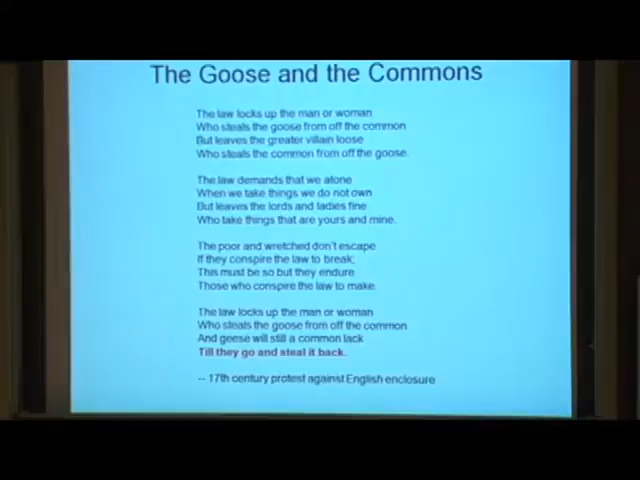 The Goose and the Commons
The law locks up the man or woman
Who steals the goose from off the common
But leaves the greater villain loose
Who steals the common from off the goose.
The law demands that we atone
When we take things we do not own
But leaves the lords and ladies fine
Who take things that are yours and mine.
The poor and wretched don't escape
If they conspire the law to break;
This must be so but they endure
Those who conspire the law to make.
The law locks up the man or woman
Who steals the goose from off the common
And geese will still a common lack
Till they go and steal it back.
-- 17th century protest against English enclosure